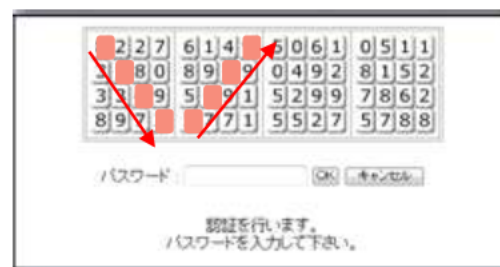 227 614 5061 0511
3 80 89 9 0492 8152
33 9 5 91 5299 7862
897 771 5527 5788
パスワード: OK キャンセル
認証を行います。
パスワードを入力して下さい。